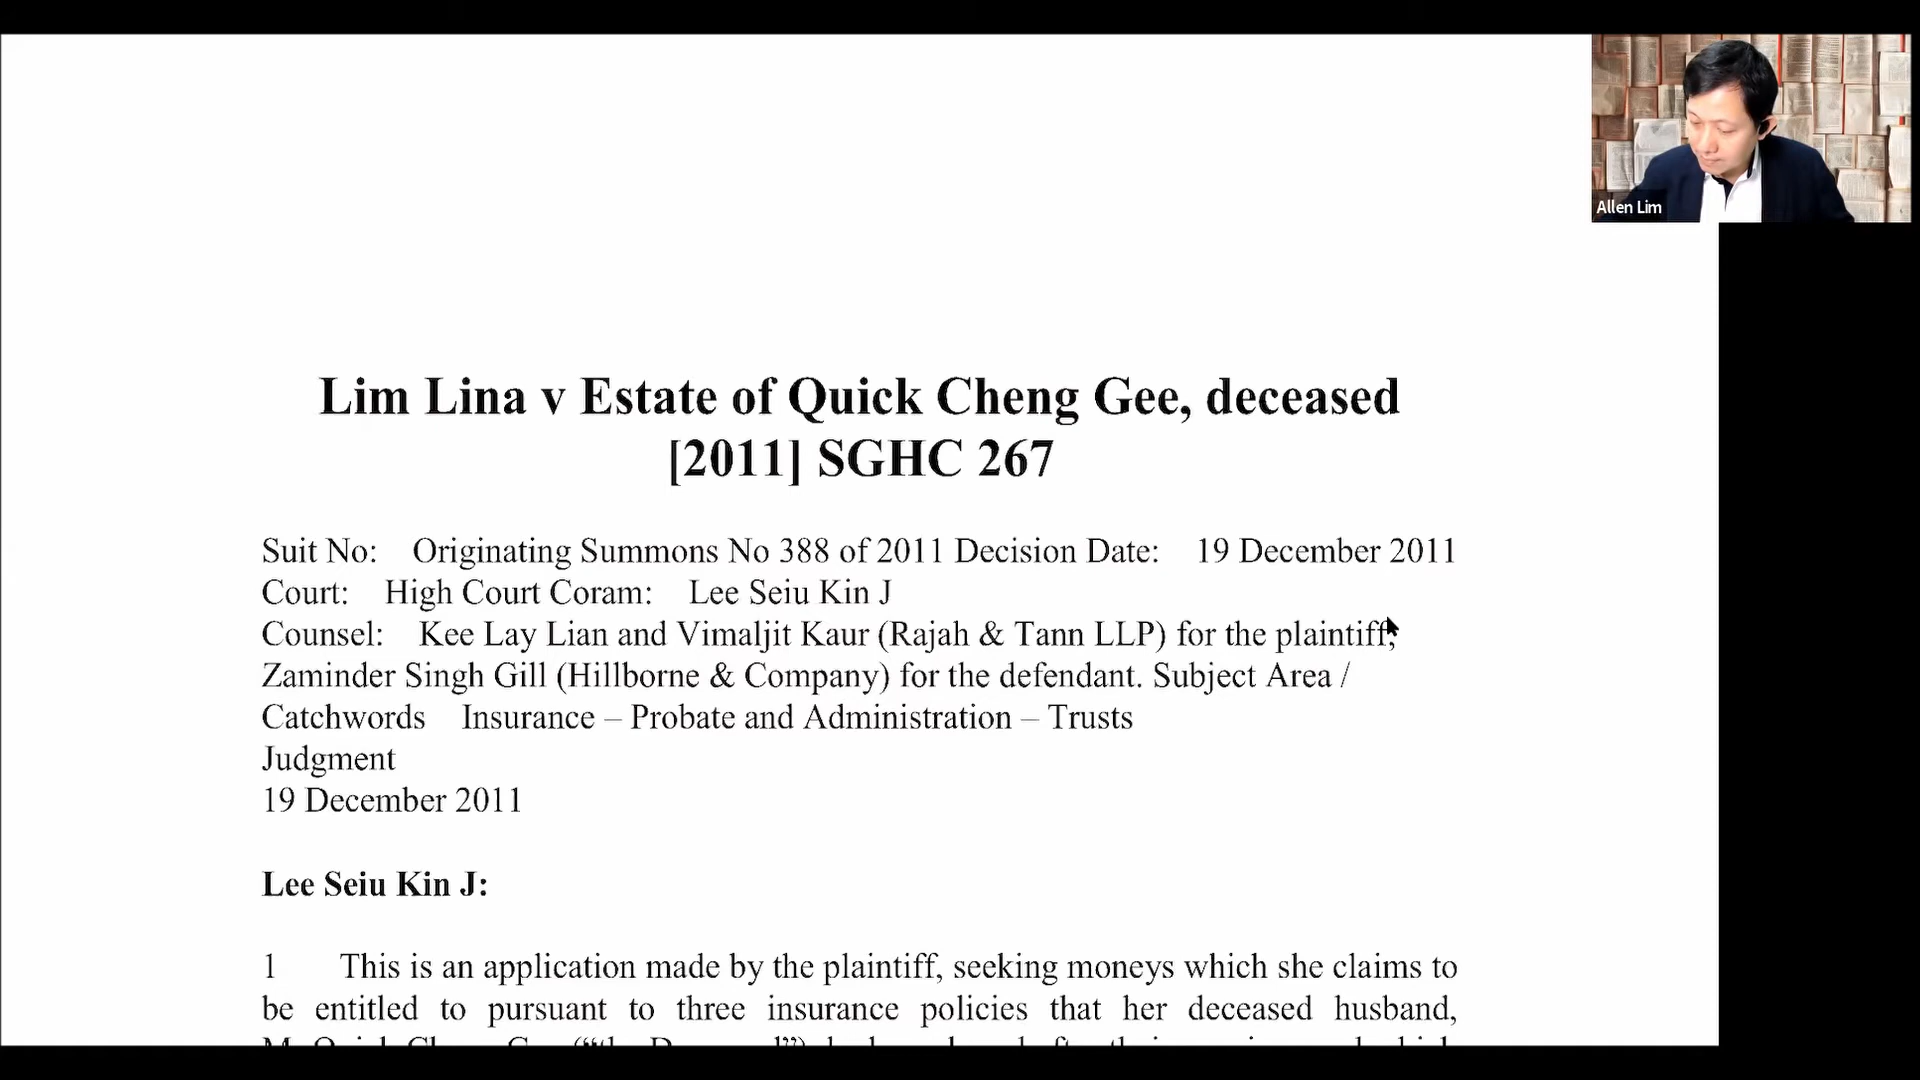 Lim Lina v Estate of Quick Cheng Gee, deceased
[2011] SGHC 267
Suit No: Originating Summons No 388 of 2011 Decision Date: 19 December 2011
Court: High Court Coram: Lee Seiu Kin J
Counsel: Kee Lay Lian and Vimaljit Kaur (Rajah & Tann LLP) for the plaintiff;
Zaminder Singh Gill (Hillborne & Company) for the defendant. Subject Area /
Catchwords Insurance – Probate and Administration – Trusts
Judgment
19 December 2011
Lee Seiu Kin J:
1 This is an application made by the plaintiff, seeking moneys which she claims to
be entitled to pursuant to three insurance policies that her deceased husband,
Allen Lim